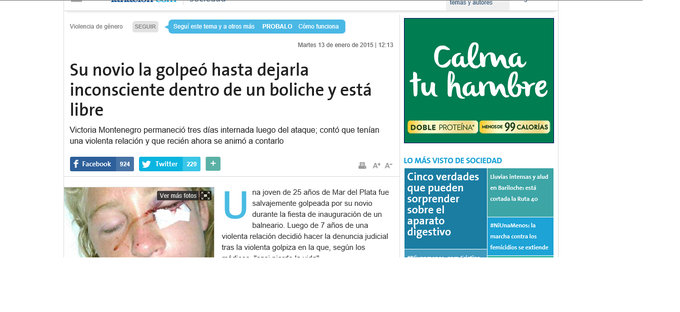 lanacion.com
Sociedad
temas y autores
Violencia de género
SEGUIR
Seguí este tema y a otros más PROBALO Cómo funciona
Martes 13 de enero de 2015 | 12:13
Su novio la golpeó hasta dejarla
inconsciente dentro de un boliche y está
libre
Victoria Montenegro permaneció tres días internada luego del ataque; contó que tenían
una violenta relación y que recién ahora se animó a contarlo
Facebook 924
Twitter 229
+
A+ A-
Ver más fotos
Una joven de 25 años de Mar del Plata fue
salvajemente golpeada por su novio
durante la fiesta de inauguración de un
balneario. Luego de 7 años de una
violenta relación decidió hacer la denuncia judicial
tras la violenta golpiza en la que, según los
médicos, "casi pierde la vida".
Calma
tu hambre
DOBLE PROTEÍNA*
MENOS DE 99 CALORÍAS
LO MÁS VISTO DE SOCIEDAD
Cinco verdades
que pueden
sorprender
sobre el
aparato
digestivo
Lluvias intensas y alud
en Bariloche: está
cortada la Ruta 40
#NiUnaMenos: la
marcha contra los
femicidios se extiende